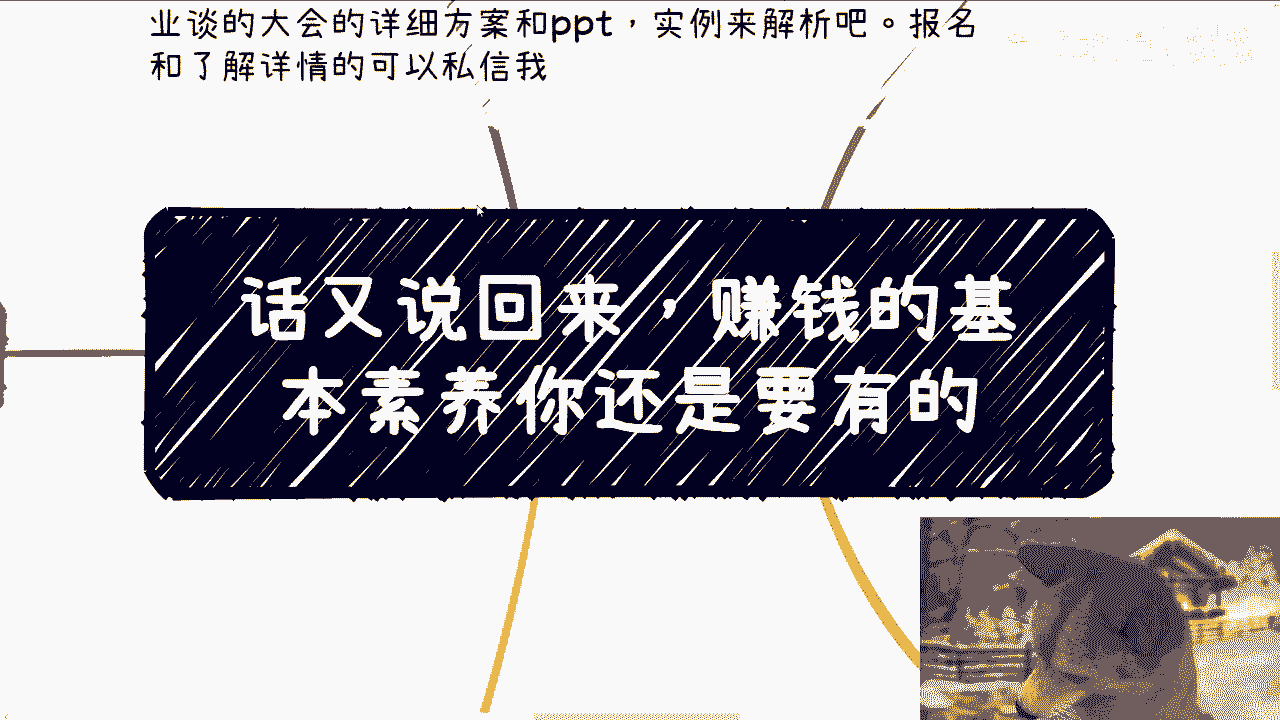 业谈的大会的详细方案和ppt，实例来解析吧。报名
和了解详情的可以私信我
话又说回来，赚钱的基
本素养你还是要有的